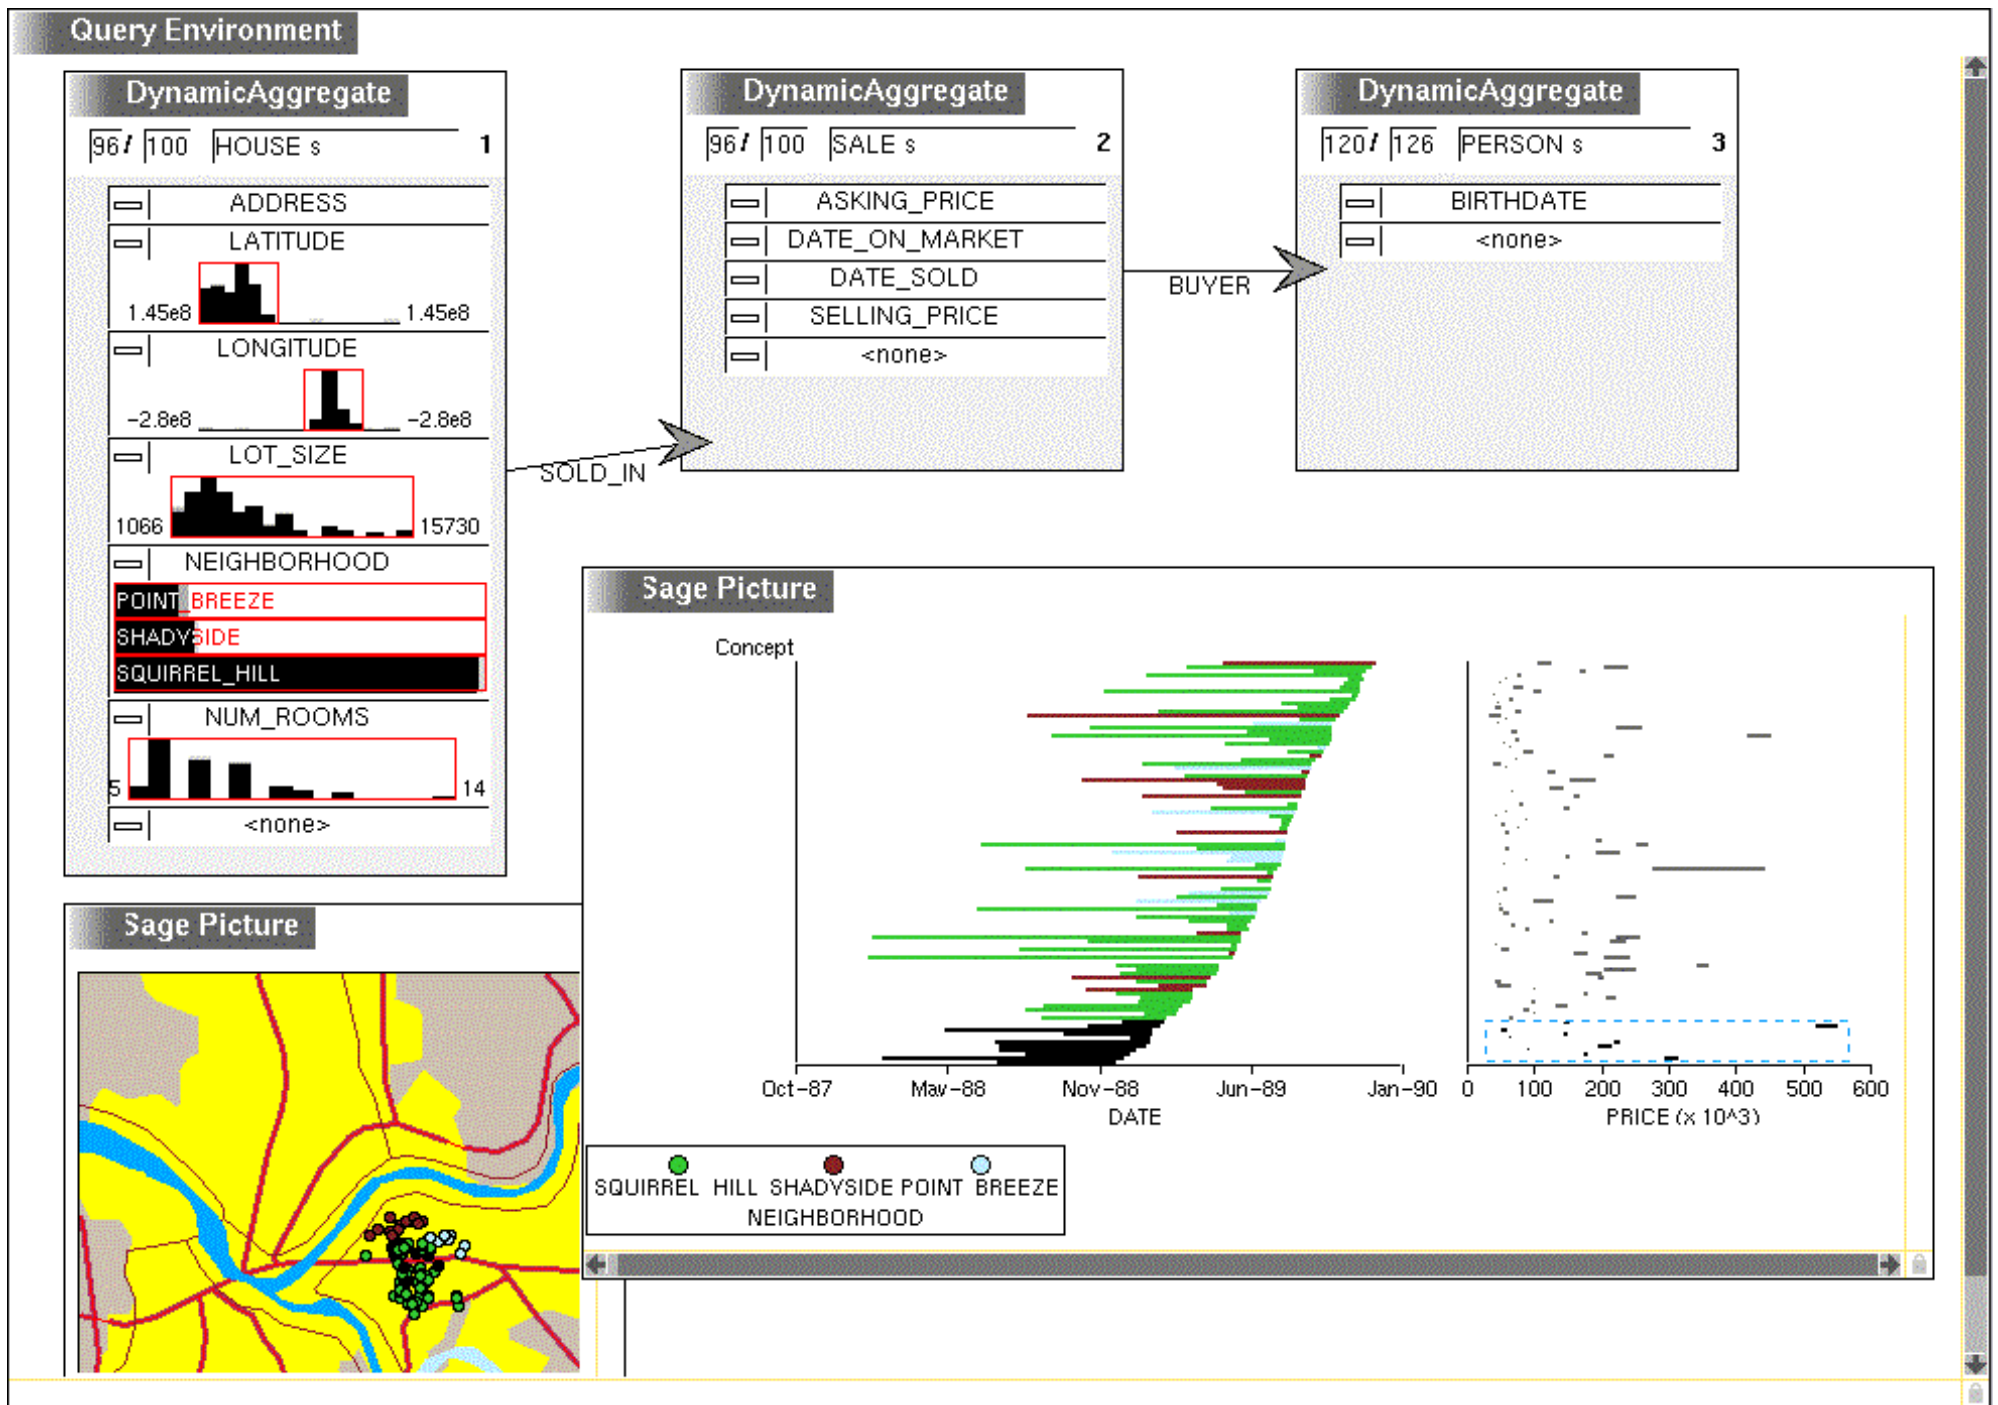 Query Environment
DynamicAggregate
96/ 100 HOUSE s 1
ADDRESS
LATITUDE
1.45e8 1.45e8
LONGITUDE
-2.8e8 -2.8e8
LOT_SIZE
1066 15730
NEIGHBORHOOD
POINT_BREEZE
SHADYSIDE
SQUIRREL_HILL
NUM_ROOMS
5 14
<none>
SOLD_IN
DynamicAggregate
96/ 100 SALE s 2
ASKING_PRICE
DATE_ON_MARKET
DATE_SOLD
SELLING_PRICE
<none>
BUYER
DynamicAggregate
120/ 126 PERSON s 3
BIRTHDATE
<none>
Sage Picture
Sage Picture
Concept
Oct-87 May-88 Nov-88 Jun-89 Jan-90
DATE
0 100 200 300 400 500 600
PRICE (x 10^3)
SQUIRREL HILL SHADYSIDE POINT BREEZE
NEIGHBORHOOD